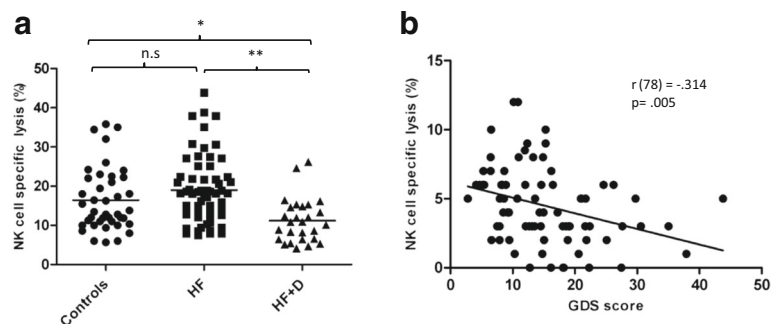 a
*
n.s
**
NK cell specific lysis (%)
50
40
30
20
10
0
Controls
HF
HF+D
b
NK cell specific lysis (%)
15
10
5
0
r (78) = -.314
p= .005
0 10 20 30 40 50
GDS score